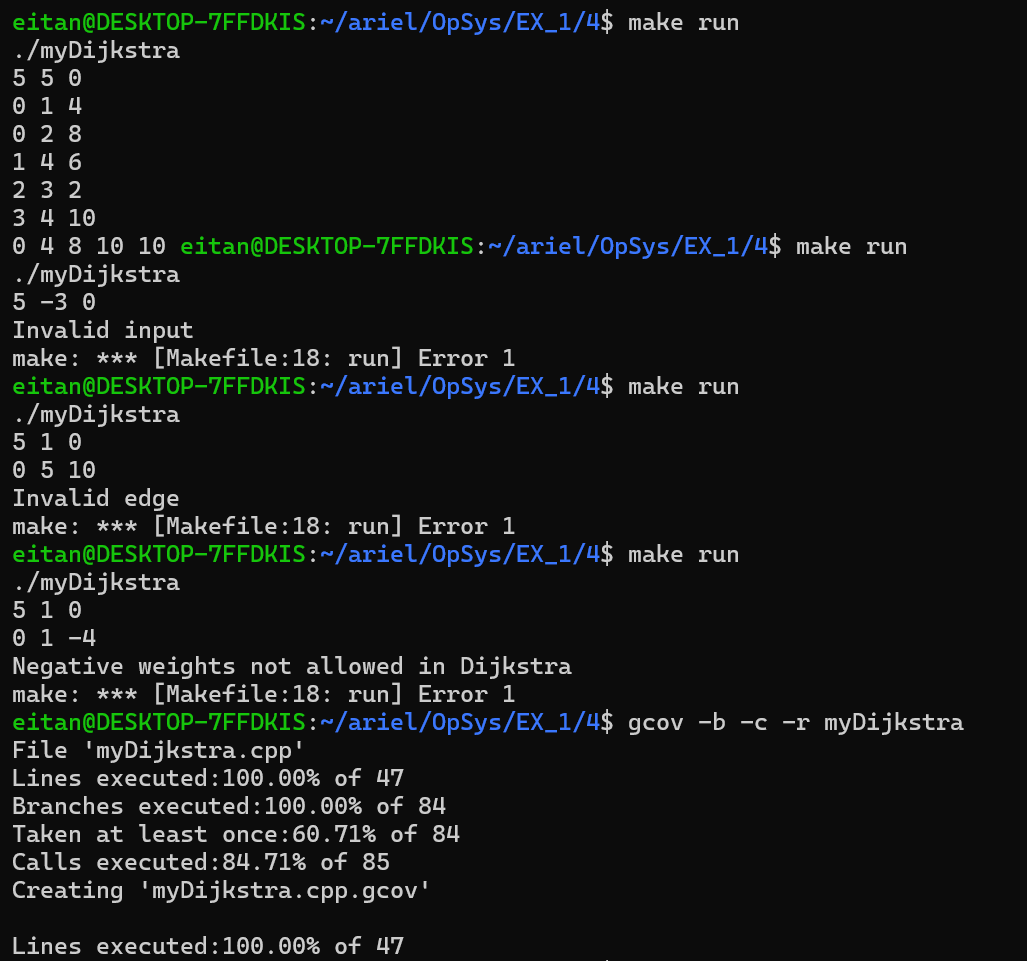 eitan@DESKTOP-7FFDKIS:~/ariel/OpSys/EX_1/4$ make run
./myDijkstra
5 5 0
0 1 4
0 2 8
1 4 6
2 3 2
3 4 10
0 4 8 10 10 eitan@DESKTOP-7FFDKIS:~/ariel/OpSys/EX_1/4$ make run
./myDijkstra
5 -3 0
Invalid input
make: *** [Makefile:18: run] Error 1
eitan@DESKTOP-7FFDKIS:~/ariel/OpSys/EX_1/4$ make run
./myDijkstra
5 1 0
0 5 10
Invalid edge
make: *** [Makefile:18: run] Error 1
eitan@DESKTOP-7FFDKIS:~/ariel/OpSys/EX_1/4$ make run
./myDijkstra
5 1 0
0 1 -4
Negative weights not allowed in Dijkstra
make: *** [Makefile:18: run] Error 1
eitan@DESKTOP-7FFDKIS:~/ariel/OpSys/EX_1/4$ gcov -b -c -r myDijkstra
File 'myDijkstra.cpp'
Lines executed:100.00% of 47
Branches executed:100.00% of 84
Taken at least once:60.71% of 84
Calls executed:84.71% of 85
Creating 'myDijkstra.cpp.gcov'
Lines executed:100.00% of 47